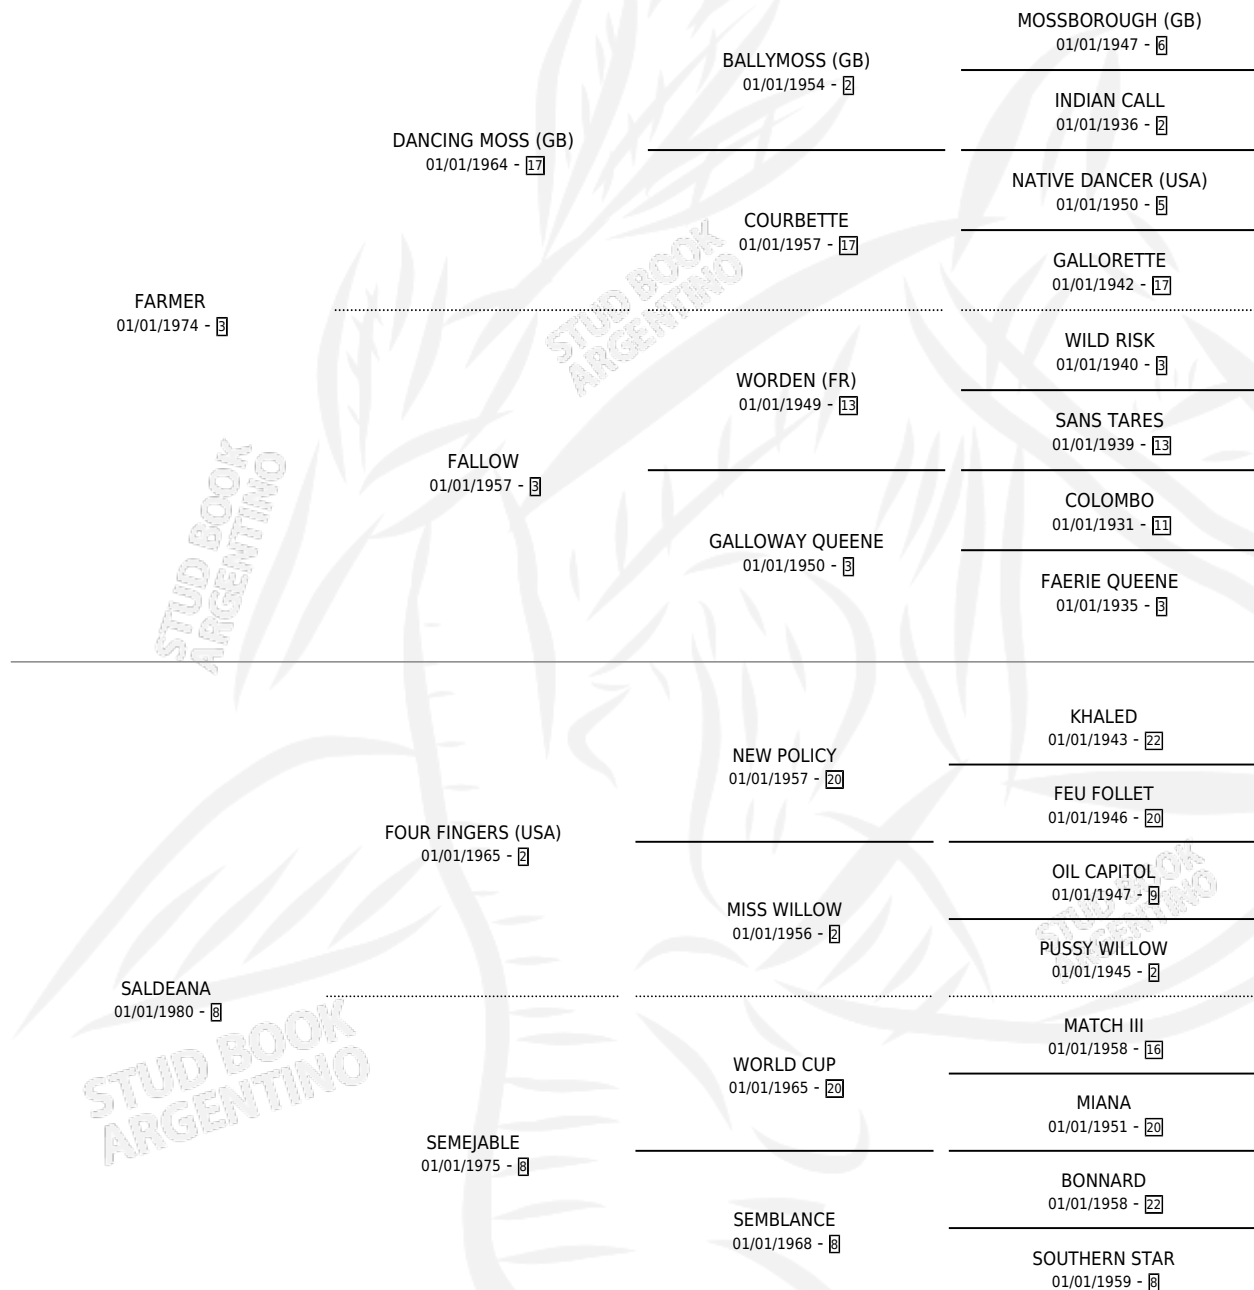 MOSSBOROUGH (GB)
01/01/1947 - 6
BALLYMOSS (GB)
01/01/1954 - 2
INDIAN CALL
01/01/1936 - 2
DANCING MOSS (GB)
01/01/1964 - 17
NATIVE DANCER (USA)
01/01/1950 - 5
COURBETTE
01/01/1957 - 17
GALLORETTE
01/01/1942 - 17
FARMER
01/01/1974 - 3
WILD RISK
01/01/1940 - 3
WORDEN (FR)
01/01/1949 - 13
SANS TARES
01/01/1939 - 13
FALLOW
01/01/1957 - 3
COLOMBO
01/01/1931 - 11
GALLOWAY QUEENE
01/01/1950 - 3
FAERIE QUEENE
01/01/1935 - 3
KHALED
01/01/1943 - 22
NEW POLICY
01/01/1957 - 20
FEU FOLLET
01/01/1946 - 20
FOUR FINGERS (USA)
01/01/1965 - 2
OIL CAPITOL
01/01/1947 - 9
MISS WILLOW
01/01/1956 - 2
PUSSY WILLOW
01/01/1945 - 2
SALDEANA
01/01/1980 - 8
MATCH III
01/01/1958 - 16
WORLD CUP
01/01/1965 - 20
MIANA
01/01/1951 - 20
SEMEJABLE
01/01/1975 - 8
BONNARD
01/01/1958 - 22
SEMBLANCE
01/01/1968 - 8
SOUTHERN STAR
01/01/1959 - 8
STUD BOOK
ARGENTINO
STUD BOOK
ARGENTINO
STUD BOOK
ARGENTINO
STUD BOOK
ARGENTINO